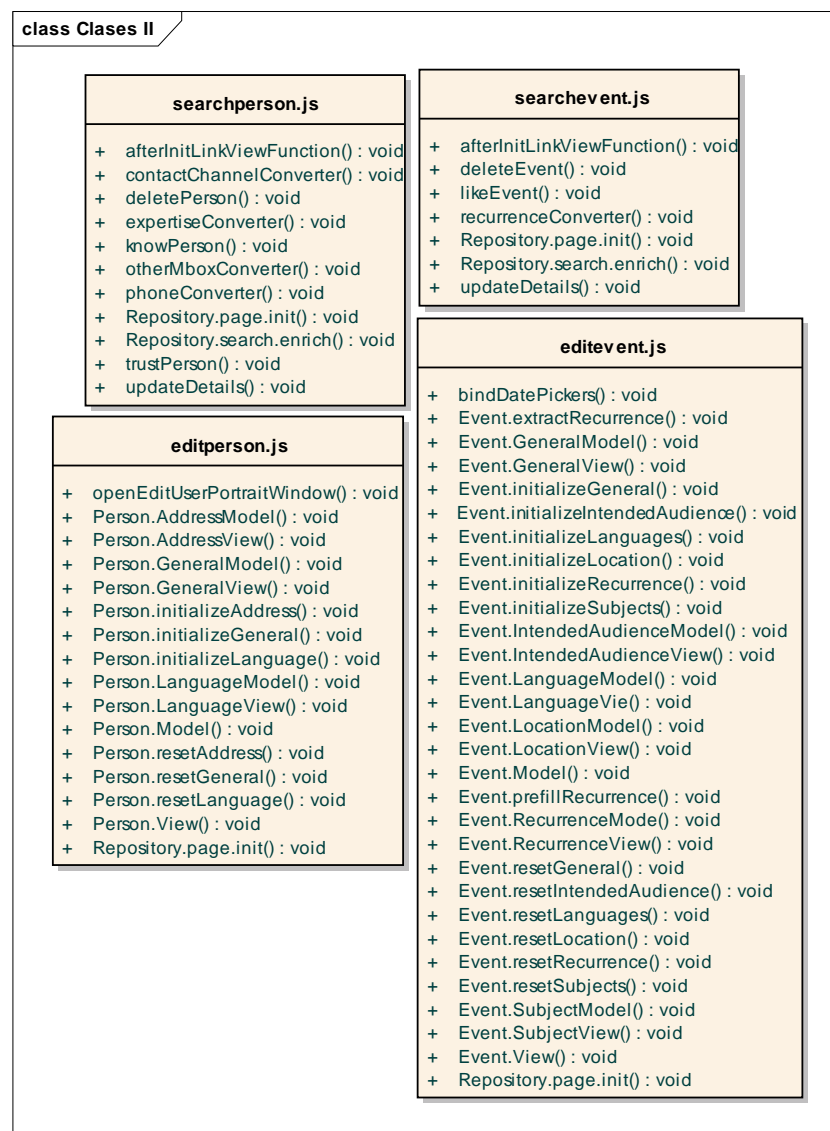 class Clases II
searchperson.js
+ afterInitLinkViewFunction() : void
+ contactChannelConverter() : void
+ deletePerson() : void
+ expertiseConverter() : void
+ knowPerson() : void
+ otherMboxConverter() : void
+ phoneConverter() : void
+ Repository.page.init() : void
+ Repository.search.enrich() : void
+ trustPerson() : void
+ updateDetails() : void
searchevent.js
+ afterInitLinkViewFunction() : void
+ deleteEvent() : void
+ likeEvent() : void
+ recurrenceConverter() : void
+ Repository.page.init() : void
+ Repository.search.enrich() : void
+ updateDetails() : void
editperson.js
+ openEditUserPortraitWindow() : void
+ Person.AddressModel() : void
+ Person.AddressView() : void
+ Person.GeneralModel() : void
+ Person.GeneralView() : void
+ Person.initializeAddress() : void
+ Person.initializeGeneral() : void
+ Person.initializeLanguage() : void
+ Person.LanguageModel() : void
+ Person.LanguageView() : void
+ Person.Model() : void
+ Person.resetAddress() : void
+ Person.resetGeneral() : void
+ Person.resetLanguage() : void
+ Person.View() : void
+ Repository.page.init() : void
editevent.js
+ bindDatePickers() : void
+ Event.extractRecurrence() : void
+ Event.GeneralModel() : void
+ Event.GeneralView() : void
+ Event.initializeGeneral() : void
+ Event.initializeIntendedAudience() : void
+ Event.initializeLanguages() : void
+ Event.initializeLocation() : void
+ Event.initializeRecurrence() : void
+ Event.initializeSubjects() : void
+ Event.IntendedAudienceModel() : void
+ Event.IntendedAudienceView() : void
+ Event.LanguageModel() : void
+ Event.LanguageVie() : void
+ Event.LocationModel() : void
+ Event.LocationView() : void
+ Event.Model() : void
+ Event.prefillRecurrence() : void
+ Event.RecurrenceMode() : void
+ Event.RecurrenceView() : void
+ Event.resetGeneral() : void
+ Event.resetIntendedAudience() : void
+ Event.resetLanguages() : void
+ Event.resetLocation() : void
+ Event.resetRecurrence() : void
+ Event.resetSubjects() : void
+ Event.SubjectModel() : void
+ Event.SubjectView() : void
+ Event.View() : void
+ Repository.page.init() : void